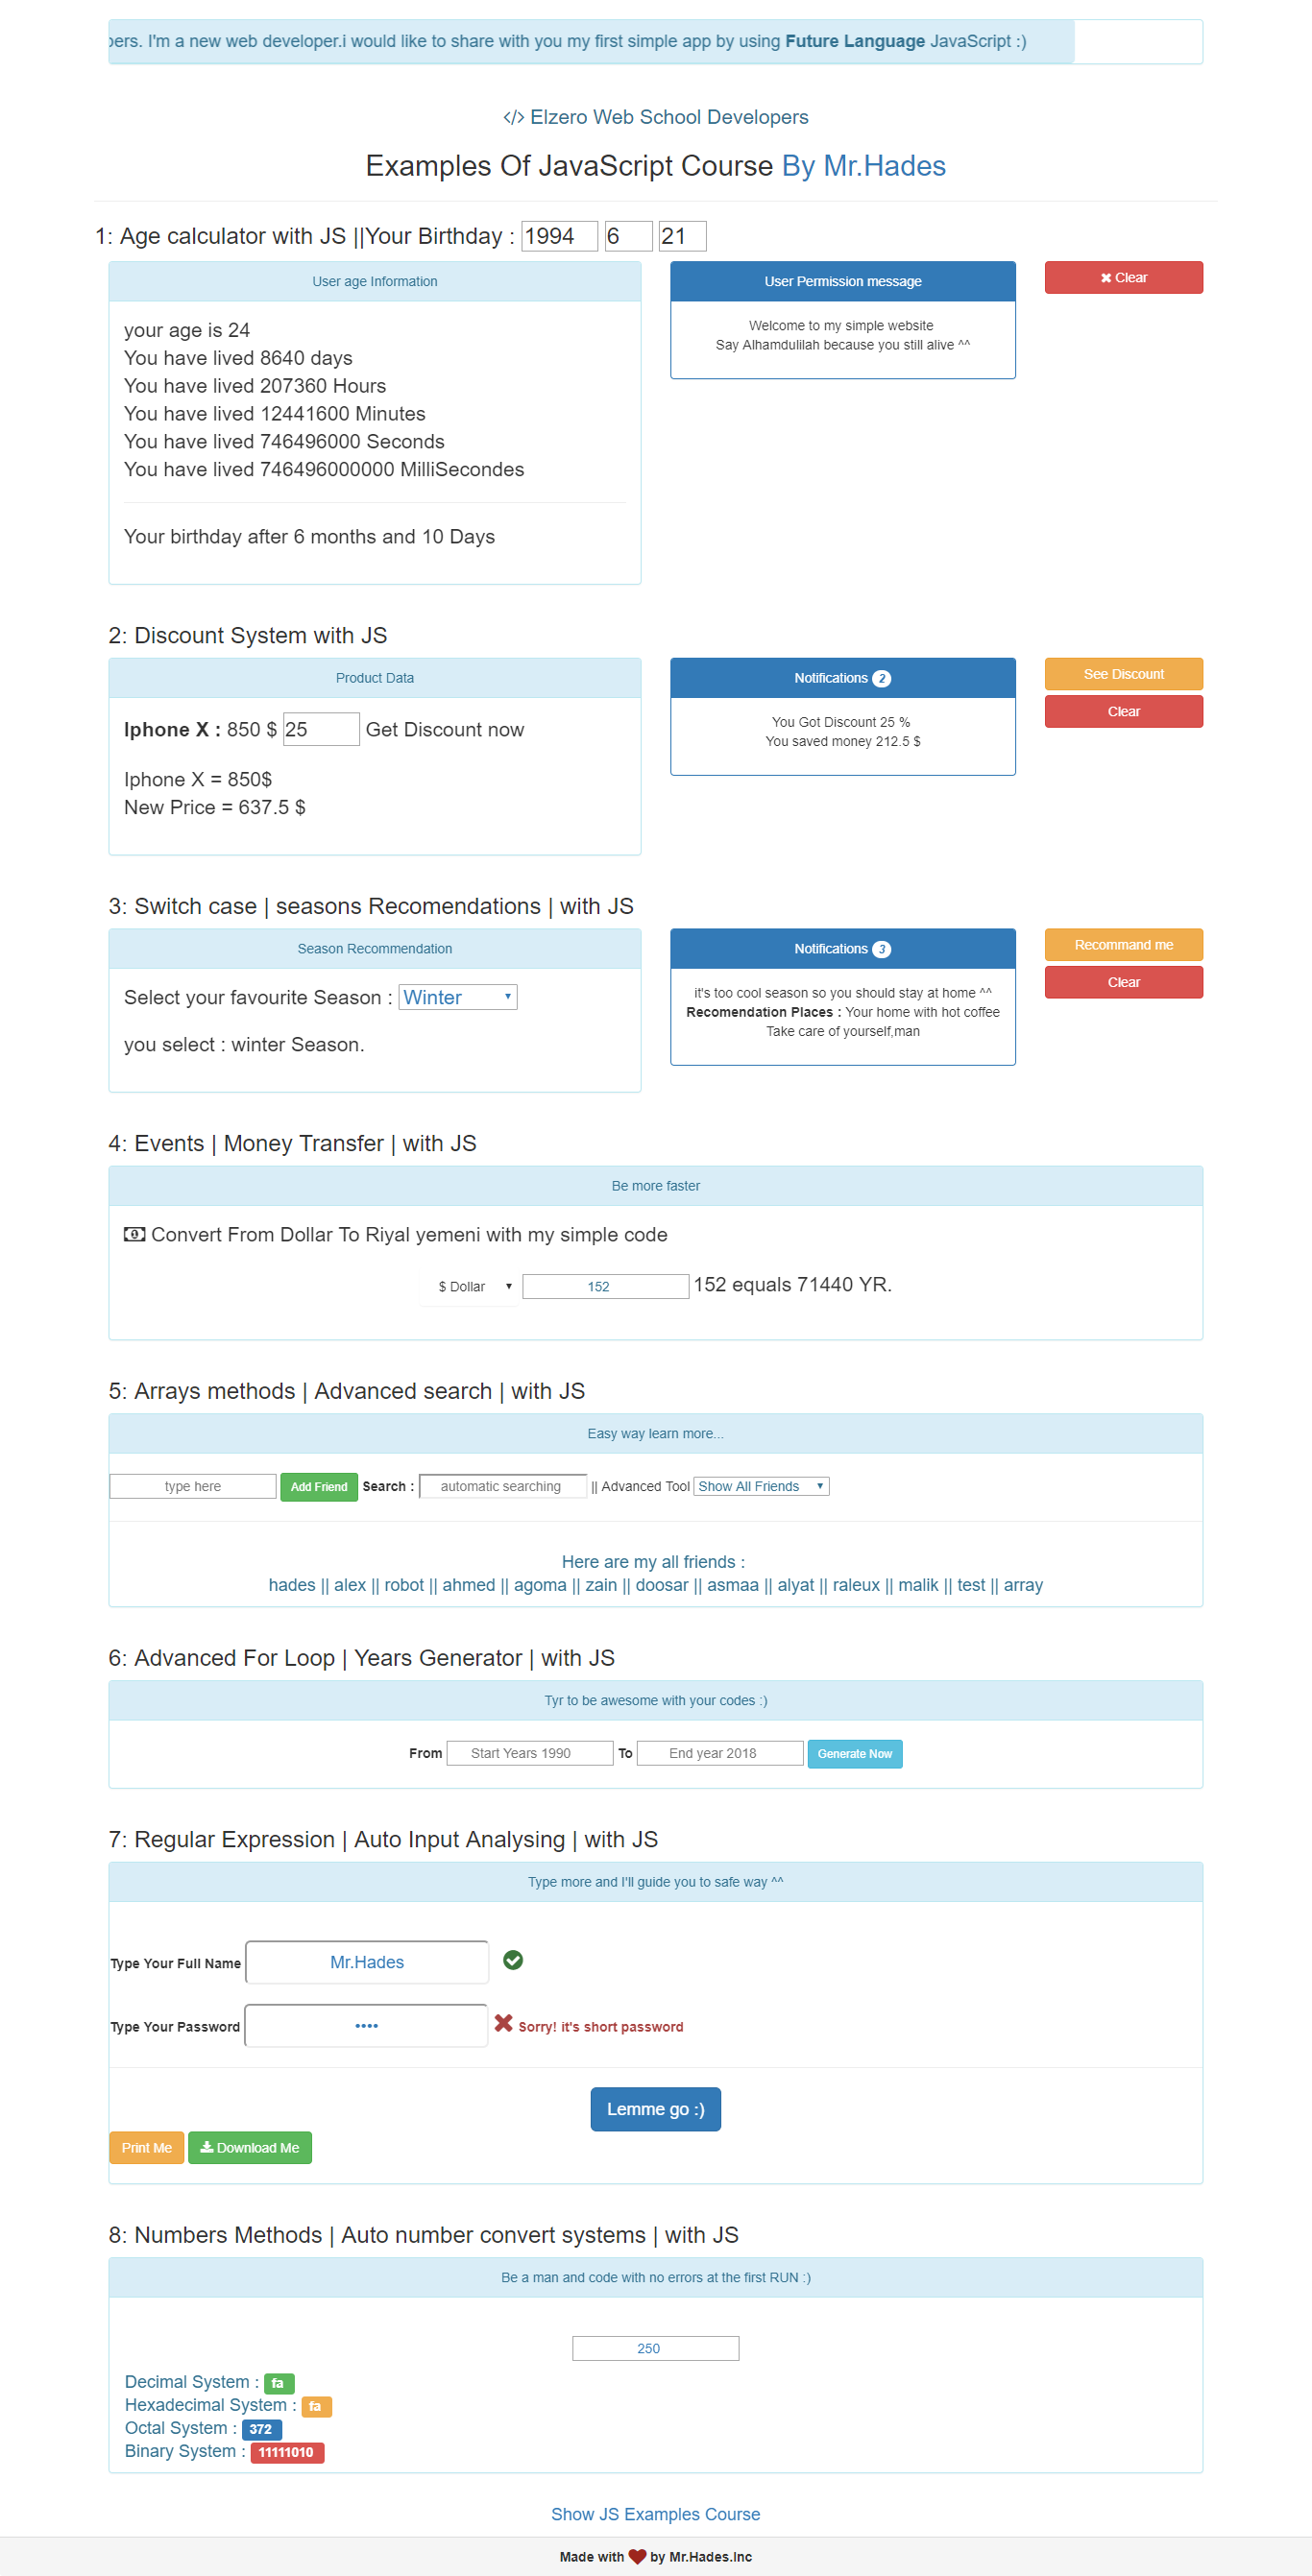 pers. I'm a new web developer.i would like to share with you my first simple app by using Future Language JavaScript :)
</> Elzero Web School Developers
Examples Of JavaScript Course By Mr.Hades
1: Age calculator with JS ||Your Birthday : 1994 6 21
User age Information
your age is 24
You have lived 8640 days
You have lived 207360 Hours
You have lived 12441600 Minutes
You have lived 746496000 Seconds
You have lived 746496000000 MilliSecondes
Your birthday after 6 months and 10 Days
User Permission message
Welcome to my simple website
Say Alhamdulilah because you still alive ^^
✖ Clear
2: Discount System with JS
Product Data
Iphone X : 850 $ 25 Get Discount now
Iphone X = 850$
New Price = 637.5 $
Notifications 2
You Got Discount 25 %
You saved money 212.5 $
See Discount
Clear
3: Switch case | seasons Recomendations | with JS
Season Recommendation
Select your favourite Season : Winter
you select : winter Season.
Notifications 3
it's too cool season so you should stay at home ^^
Recomendation Places : Your home with hot coffee
Take care of yourself,man
Recommand me
Clear
4: Events | Money Transfer | with JS
Be more faster
Convert From Dollar To Riyal yemeni with my simple code
$ Dollar 152 152 equals 71440 YR.
5: Arrays methods | Advanced search | with JS
Easy way learn more...
type here Add Friend Search : automatic searching || Advanced Tool Show All Friends
Here are my all friends :
hades || alex || robot || ahmed || agoma || zain || doosar || asmaa || alyat || raleux || malik || test || array
6: Advanced For Loop | Years Generator | with JS
Tyr to be awesome with your codes :)
From Start Years 1990 To End year 2018 Generate Now
7: Regular Expression | Auto Input Analysing | with JS
Type more and I'll guide you to safe way ^^
Type Your Full Name Mr.Hades
Type Your Password •••• ✖ Sorry! it's short password
Lemme go :)
Print Me Download Me
8: Numbers Methods | Auto number convert systems | with JS
Be a man and code with no errors at the first RUN :)
250
Decimal System : fa
Hexadecimal System : fa
Octal System : 372
Binary System : 11111010
Show JS Examples Course
Made with ❤ by Mr.Hades.Inc